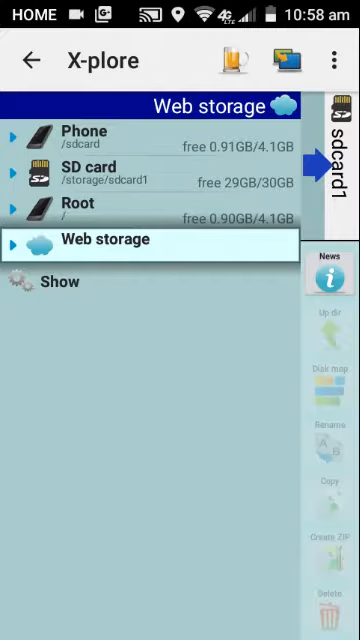 HOME G+ 4G LTE 10:58 am
X-plore
Web storage
Phone
/sdcard free 0.91GB/4.1GB
SD card
/storage/sdcard1 free 29GB/30GB
Root
/ free 0.90GB/4.1GB
Web storage
Show
sdcard1
News
Up dir
Disk map
Rename
Copy
Create ZIP
Delete